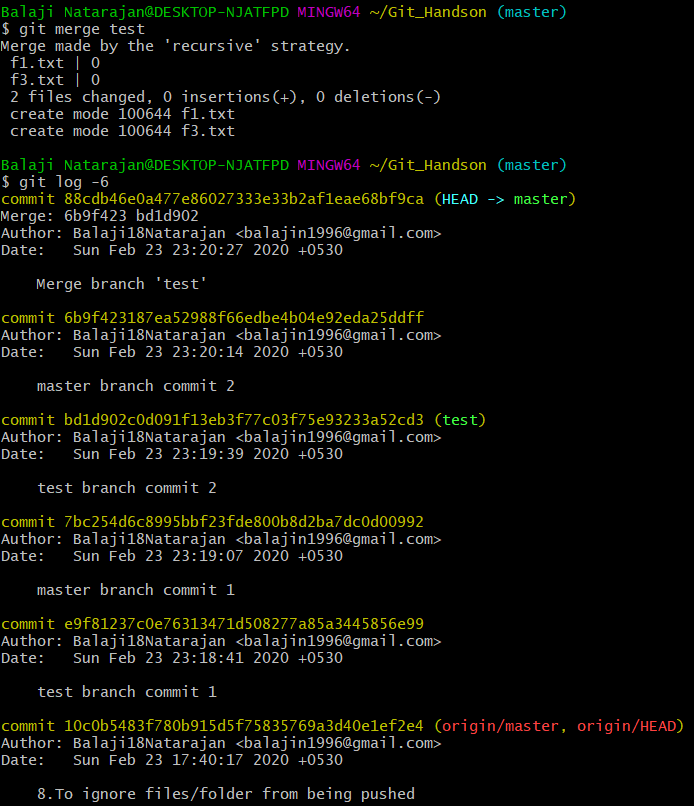 Balaji Natarajan@DESKTOP-NJATFPD MINGW64 ~/Git_Handson (master)
$ git merge test
Merge made by the 'recursive' strategy.
 f1.txt | 0
 f3.txt | 0
 2 files changed, 0 insertions(+), 0 deletions(-)
 create mode 100644 f1.txt
 create mode 100644 f3.txt

Balaji Natarajan@DESKTOP-NJATFPD MINGW64 ~/Git_Handson (master)
$ git log -6
commit 88cdb46e0a477e86027333e33b2af1eae68bf9ca (HEAD -> master)
Merge: 6b9f423 bd1d902
Author: Balaji18Natarajan <balajin1996@gmail.com>
Date:   Sun Feb 23 23:20:27 2020 +0530

    Merge branch 'test'

commit 6b9f423187ea52988f66edbe4b04e92eda25ddff
Author: Balaji18Natarajan <balajin1996@gmail.com>
Date:   Sun Feb 23 23:20:14 2020 +0530

    master branch commit 2

commit bd1d902c0d091f13eb3f77c03f75e93233a52cd3 (test)
Author: Balaji18Natarajan <balajin1996@gmail.com>
Date:   Sun Feb 23 23:19:39 2020 +0530

    test branch commit 2

commit 7bc254d6c8995bbf23fde800b8d2ba7dc0d00992
Author: Balaji18Natarajan <balajin1996@gmail.com>
Date:   Sun Feb 23 23:19:07 2020 +0530

    master branch commit 1

commit e9f81237c0e76313471d508277a85a3445856e99
Author: Balaji18Natarajan <balajin1996@gmail.com>
Date:   Sun Feb 23 23:18:41 2020 +0530

    test branch commit 1

commit 10c0b5483f780b915d5f75835769a3d40e1ef2e4 (origin/master, origin/HEAD)
Author: Balaji18Natarajan <balajin1996@gmail.com>
Date:   Sun Feb 23 17:40:17 2020 +0530

    8.To ignore files/folder from being pushed